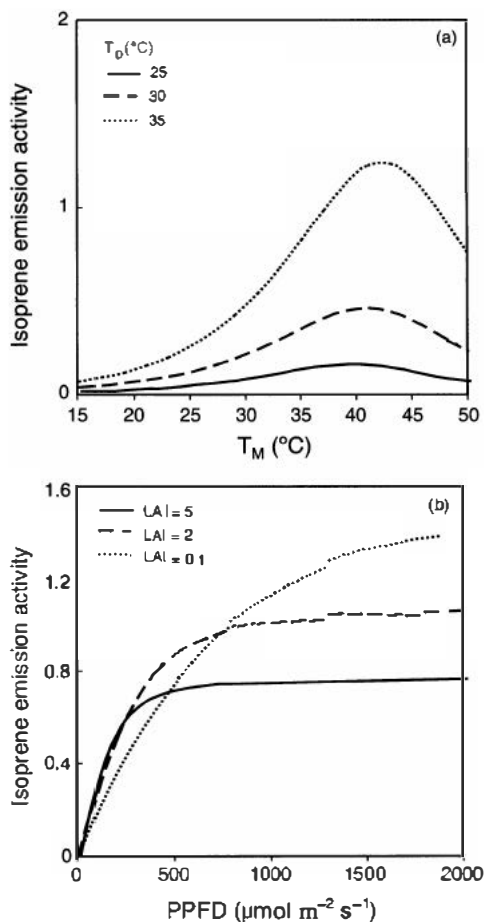 2
(a)
T_D(°C)
25
30
35
1
0
Isoprene emission activity
15 20 25 30 35 40 45 50
T_M (°C)
1.6
(b)
LAI = 5
LAI = 2
LAI = 0.1
1.2
0.8
0.4
0
Isoprene emission activity
0 500 1000 1500 2000
PPFD (µmol m⁻² s⁻¹)